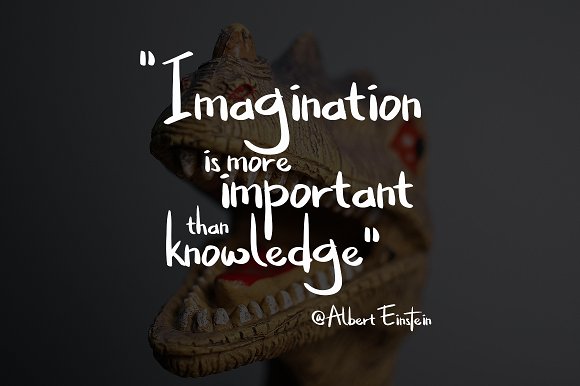 "Imagination
is more
important
than
knowledge"
@Albert Einstein